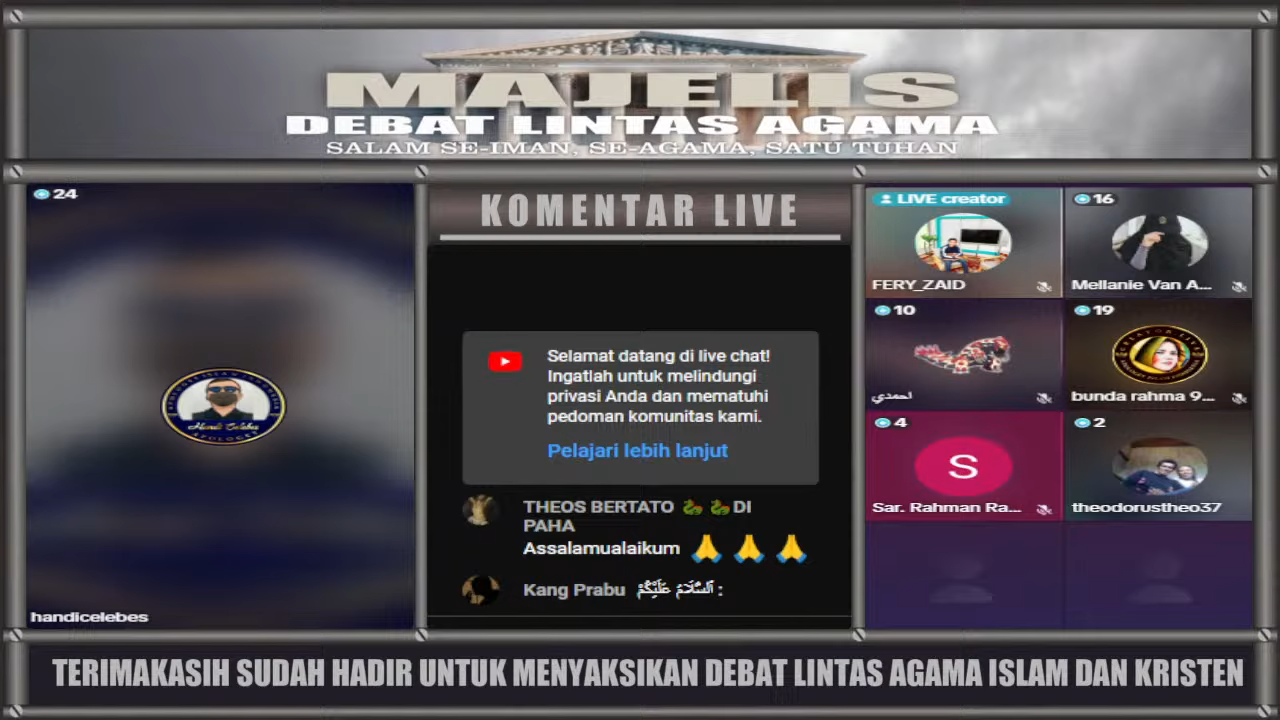 MAJELIS
DEBAT LINTAS AGAMA
SALAM SE-IMAN, SE-AGAMA, SATU TUHAN
24
handicelebes
KOMENTAR LIVE
Selamat datang di live chat!
Ingatlah untuk melindungi
privasi Anda dan mematuhi
pedoman komunitas kami.
Pelajari lebih lanjut
THEOS BERTATO 🐉 🐉 DI
PAHA
Assalamualaikum 🙏 🙏 🙏
Kang Prabu اَلسَّلَامُ عَلَيْكُمْ :
LIVE creator
FERY_ZAID
16
Mellanie Van A...
10
احمدي
19
bunda rahma 9...
4
S
Sar. Rahman Ra...
2
theodorustheo37
TERIMAKASIH SUDAH HADIR UNTUK MENYAKSIKAN DEBAT LINTAS AGAMA ISLAM DAN KRISTEN